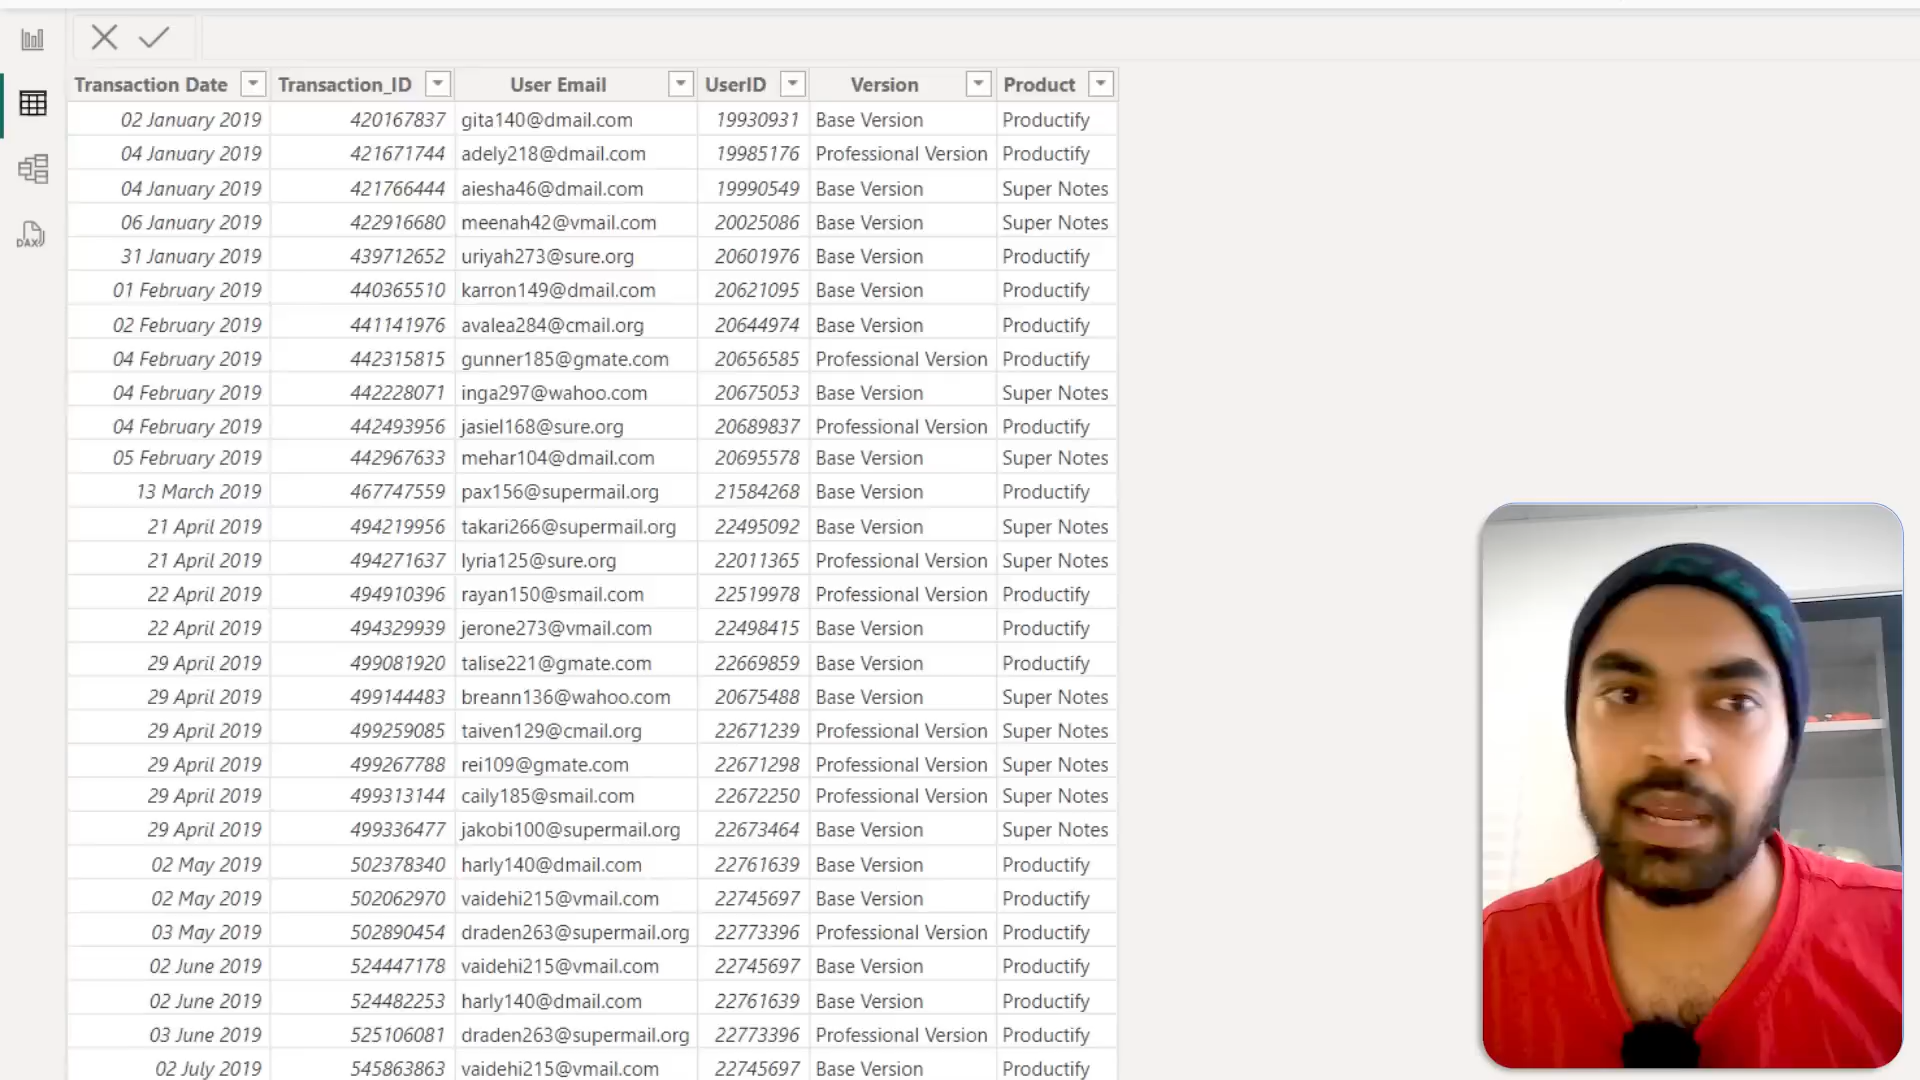 Transaction Date Transaction_ID User Email UserID Version Product
02 January 2019 420167837 gita140@dmail.com 19930931 Base Version Productify
04 January 2019 421671744 adely218@dmail.com 19985176 Professional Version Productify
04 January 2019 421766444 aiesha46@dmail.com 19990549 Base Version Super Notes
06 January 2019 422916680 meenah42@vmail.com 20025086 Base Version Super Notes
31 January 2019 439712652 uriyah273@sure.org 20601976 Base Version Productify
01 February 2019 440365510 karron149@dmail.com 20621095 Base Version Productify
02 February 2019 441141976 avalea284@cmail.org 20644974 Base Version Productify
04 February 2019 442315815 gunner185@gmate.com 20656585 Professional Version Productify
04 February 2019 442228071 inga297@wahoo.com 20675053 Base Version Super Notes
04 February 2019 442493956 jasiel168@sure.org 20689837 Professional Version Productify
DAX
05 February 2019 442967633 mehar104@dmail.com 20695578 Base Version Super Notes
13 March 2019 467747559 pax156@supermail.org 21584268 Base Version Productify
21 April 2019 494219956 takari266@supermail.org 22495092 Base Version Super Notes
21 April 2019 494271637 lyria125@sure.org 22011365 Professional Version Super Notes
22 April 2019 494910396 rayan150@smail.com 22519978 Professional Version Productify
22 April 2019 494329939 jerone273@vmail.com 22498415 Base Version Productify
29 April 2019 499081920 talise221@gmate.com 22669859 Base Version Productify
29 April 2019 499144483 breann136@wahoo.com 20675488 Base Version Super Notes
29 April 2019 499259085 taiven129@cmail.org 22671239 Professional Version Super Notes
29 April 2019 499267788 rei109@gmate.com 22671298 Professional Version Super Notes
29 April 2019 499313144 caily185@smail.com 22672250 Professional Version Super Notes
29 April 2019 499336477 jakobi100@supermail.org 22673464 Base Version Super Notes
02 May 2019 502378340 harly140@dmail.com 22761639 Base Version Productify
02 May 2019 502062970 vaidehi215@vmail.com 22745697 Base Version Productify
03 May 2019 502890454 draden263@supermail.org 22773396 Professional Version Productify
02 June 2019 524447178 vaidehi215@vmail.com 22745697 Base Version Productify
02 June 2019 524482253 harly140@dmail.com 22761639 Base Version Productify
03 June 2019 525106081 draden263@supermail.org 22773396 Professional Version Productify
02 July 2019 545863863 vaidehi215@vmail.com 22745697 Base Version Productify